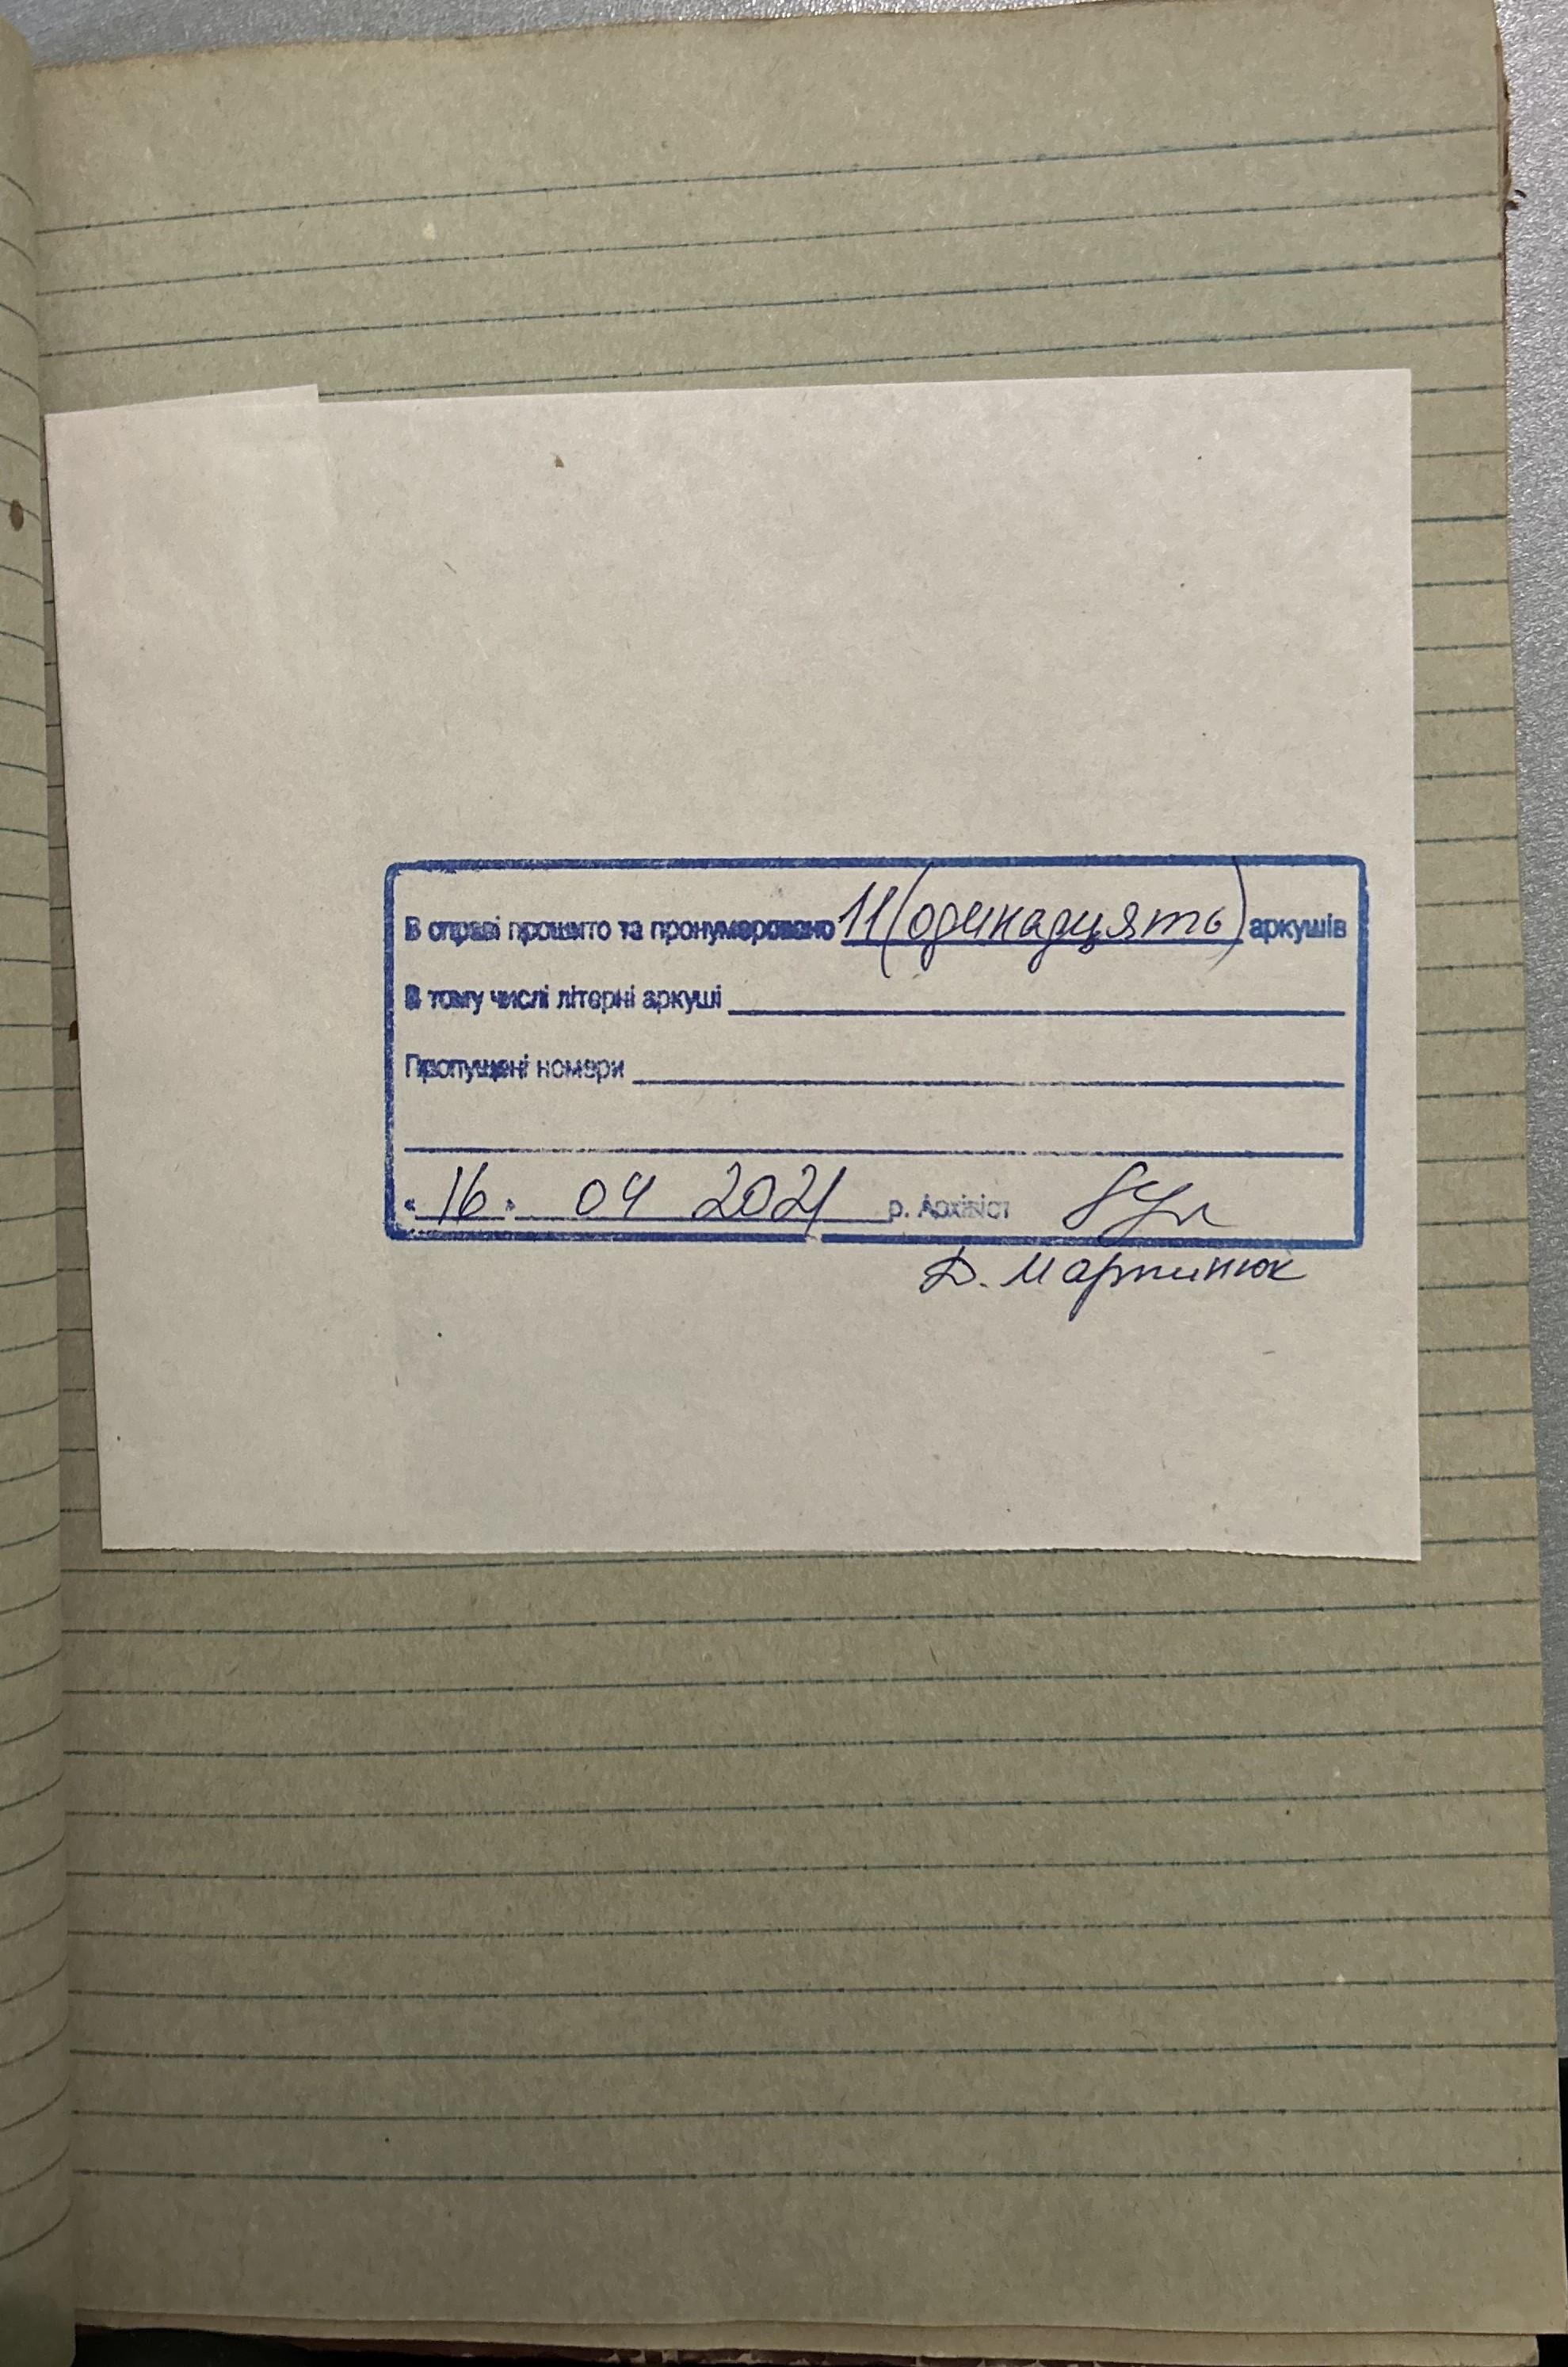 В справі прошито та пронумеровано 11 (одинадцять) аркушів
В тому числі літерні аркуші
Пропущені номери
"16" 04 2021 р. Архівіст
Д. Мартинюк